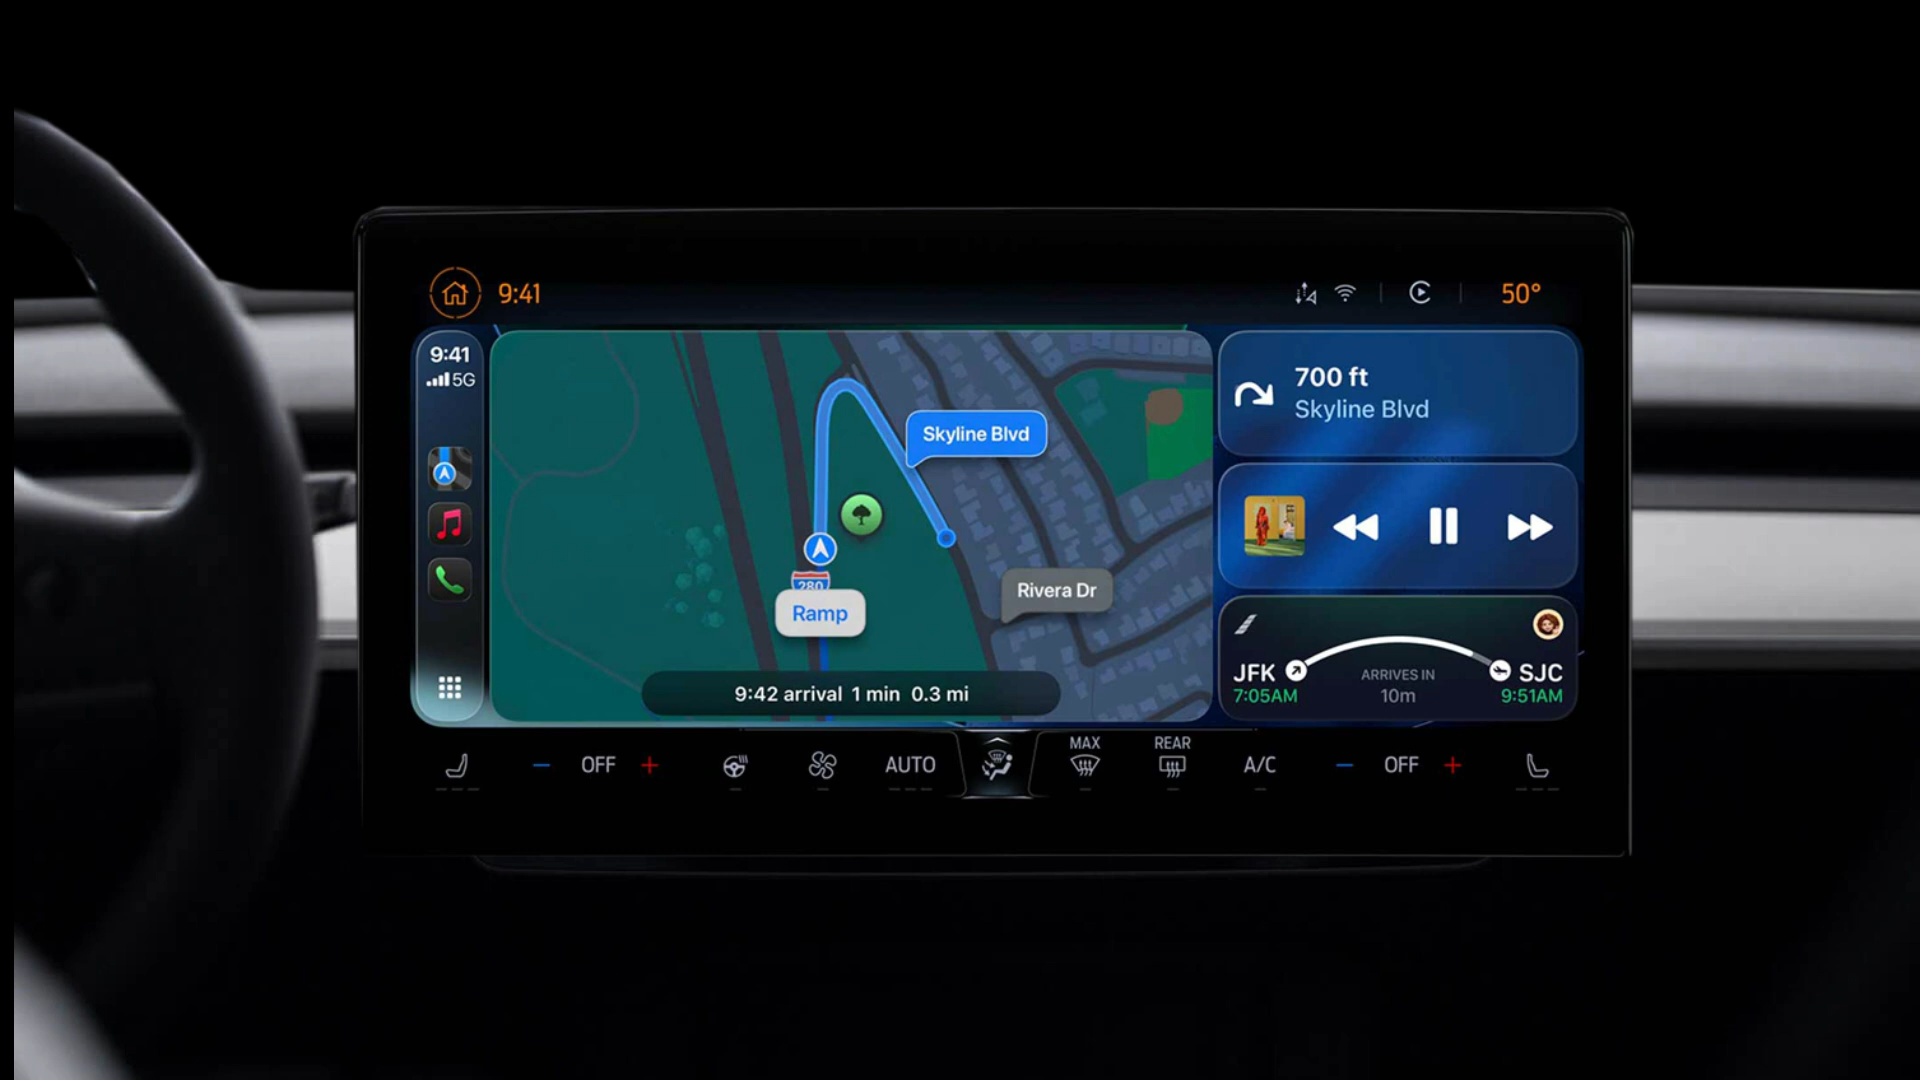 9:41
50°
9:41
5G
Skyline Blvd
280
Ramp
Rivera Dr
9:42 arrival 1 min 0.3 mi
700 ft
Skyline Blvd
JFK
7:05AM
ARRIVES IN
10m
SJC
9:51AM
OFF
AUTO
MAX
REAR
A/C
OFF